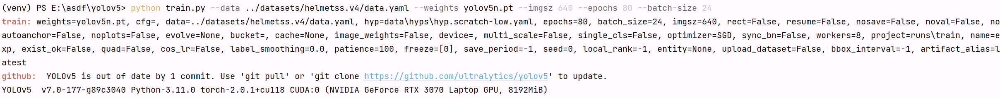 (venv) PS E:\asdf\yolov5> python train.py --data ../datasets/helmetss.v4/data.yaml --weights yolov5n.pt --imgsz 640 --epochs 80 --batch-size 24
train: weights=yolov5n.pt, cfg=, data=../datasets/helmetss.v4/data.yaml, hyp=data\hyps\hyp.scratch-low.yaml, epochs=80, batch_size=24, imgsz=640, rect=False, resume=False, nosave=False, noval=False, no
autoanchor=False, noplots=False, evolve=None, bucket=, cache=None, image_weights=False, device=, multi_scale=False, single_cls=False, optimizer=SGD, sync_bn=False, workers=8, project=runs\train, name=e
xp, exist_ok=False, quad=False, cos_lr=False, label_smoothing=0.0, patience=100, freeze=[0], save_period=-1, seed=0, local_rank=-1, entity=None, upload_dataset=False, bbox_interval=-1, artifact_alias=l
atest
github:  YOLOv5 is out of date by 1 commit. Use 'git pull' or 'git clone https://github.com/ultralytics/yolov5' to update.
YOLOv5  v7.0-177-g89c3040 Python-3.11.0 torch-2.0.1+cu118 CUDA:0 (NVIDIA GeForce RTX 3070 Laptop GPU, 8192MiB)